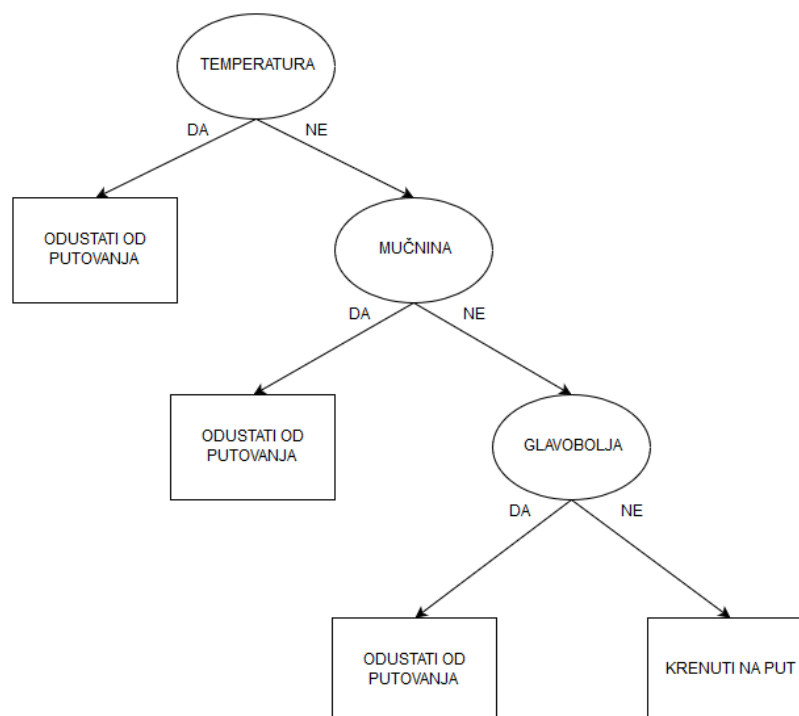 TEMPERATURA
DA
NE
ODUSTATI OD
PUTOVANJA
MUČNINA
DA
NE
ODUSTATI OD
PUTOVANJA
GLAVOBOLJA
DA
NE
ODUSTATI OD
PUTOVANJA
KRENUTI NA PUT